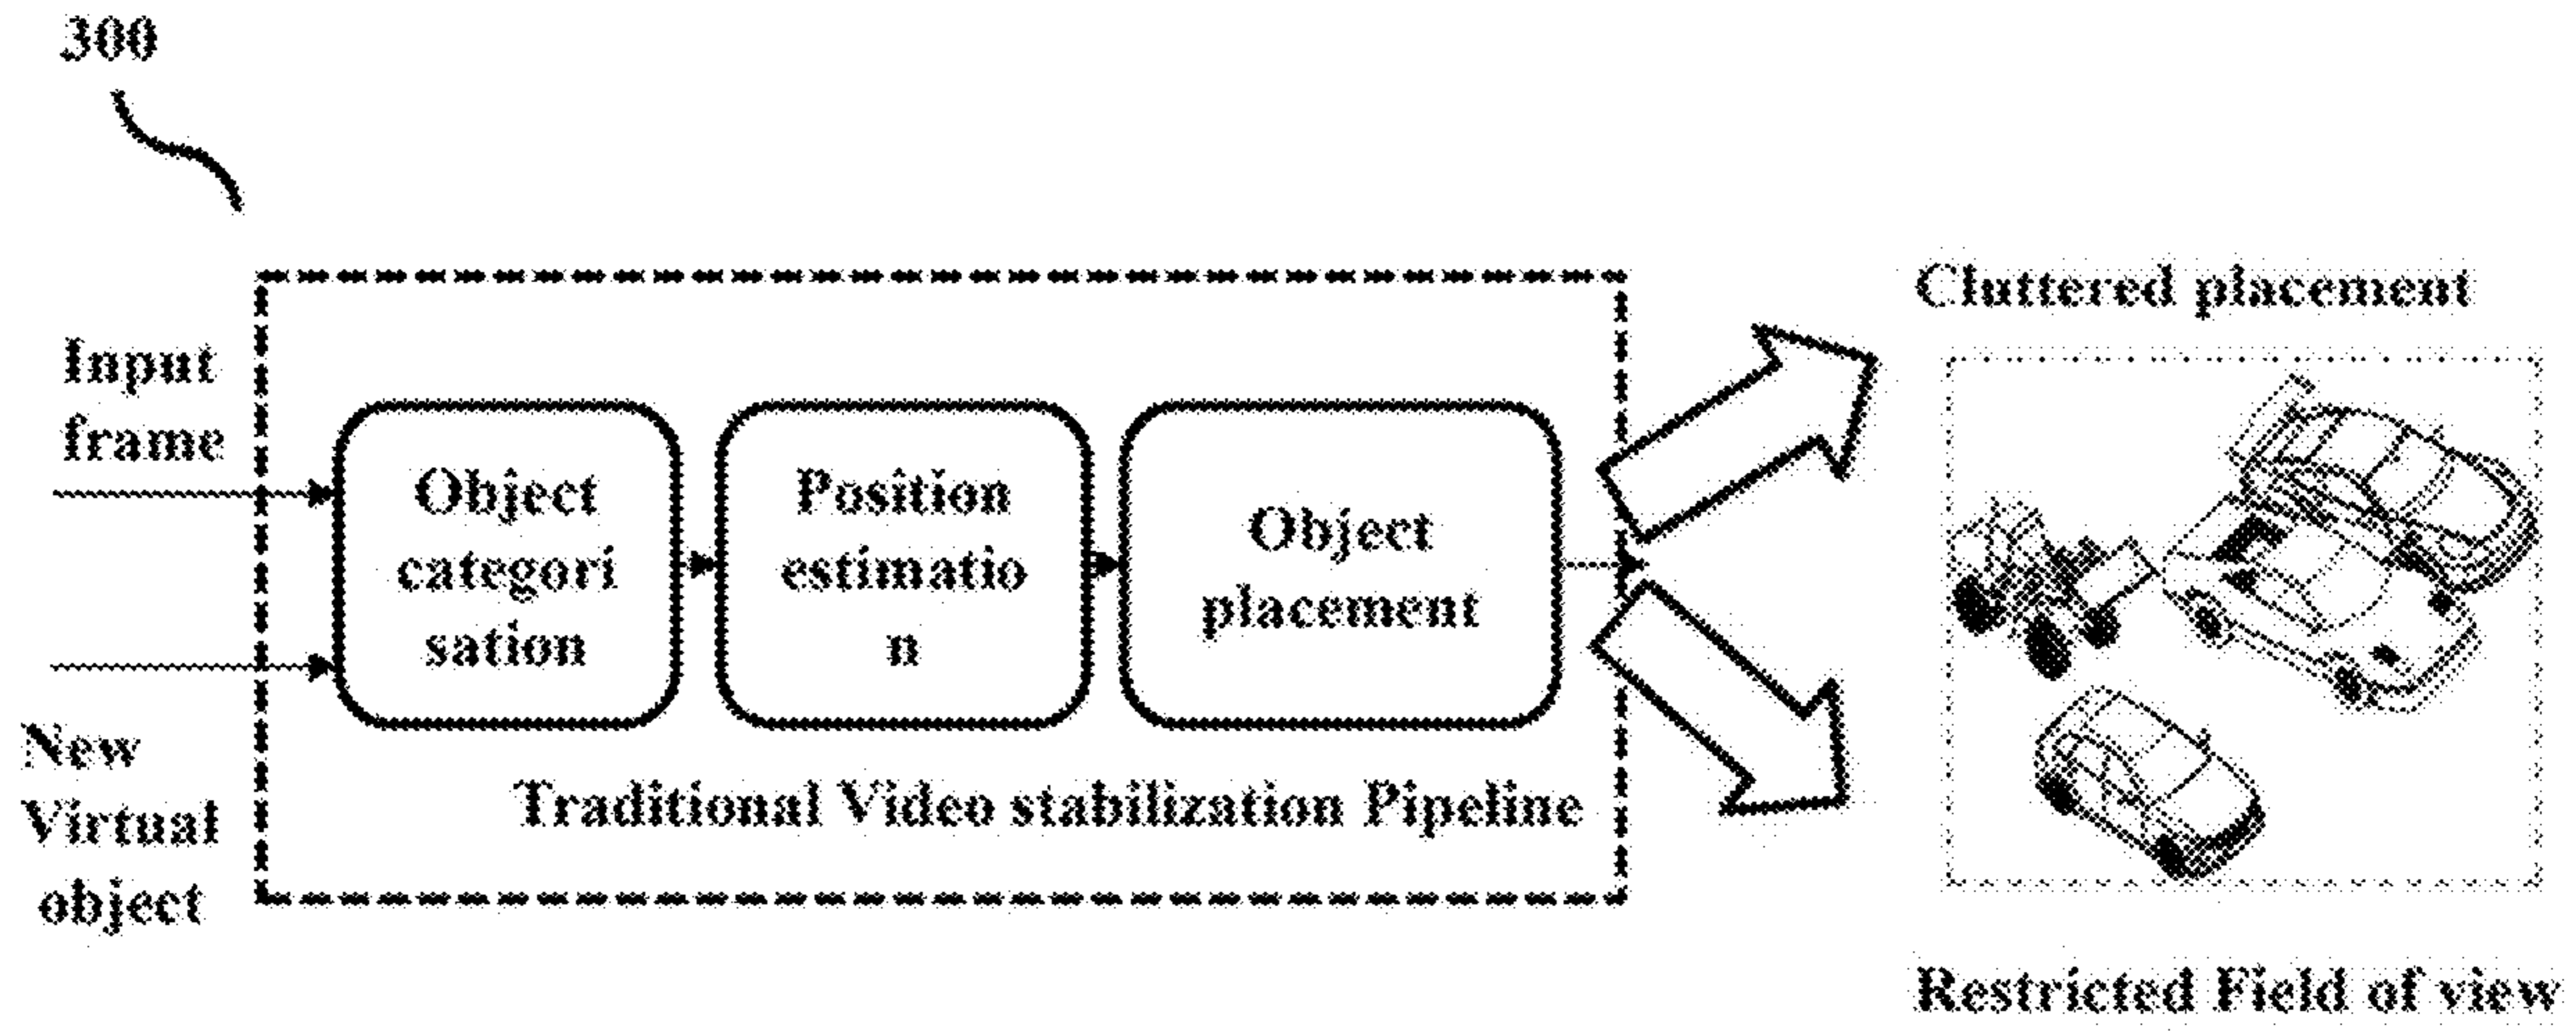 300
Input
frame
New
Virtual
object
Object
categori
sation
Position
estimatio
n
Object
placement
Traditional Video stabilization Pipeline
Cluttered placement
Restricted Field of view